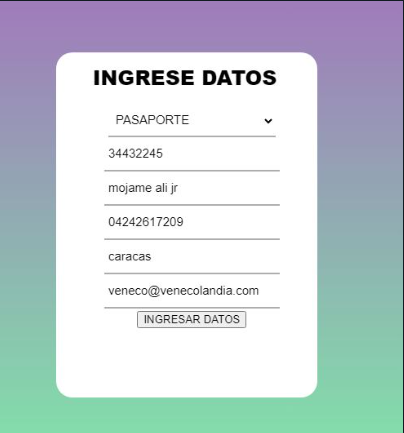 INGRESE DATOS
PASAPORTE
34432245
mojame ali jr
04242617209
caracas
veneco@venecolandia.com
INGRESAR DATOS